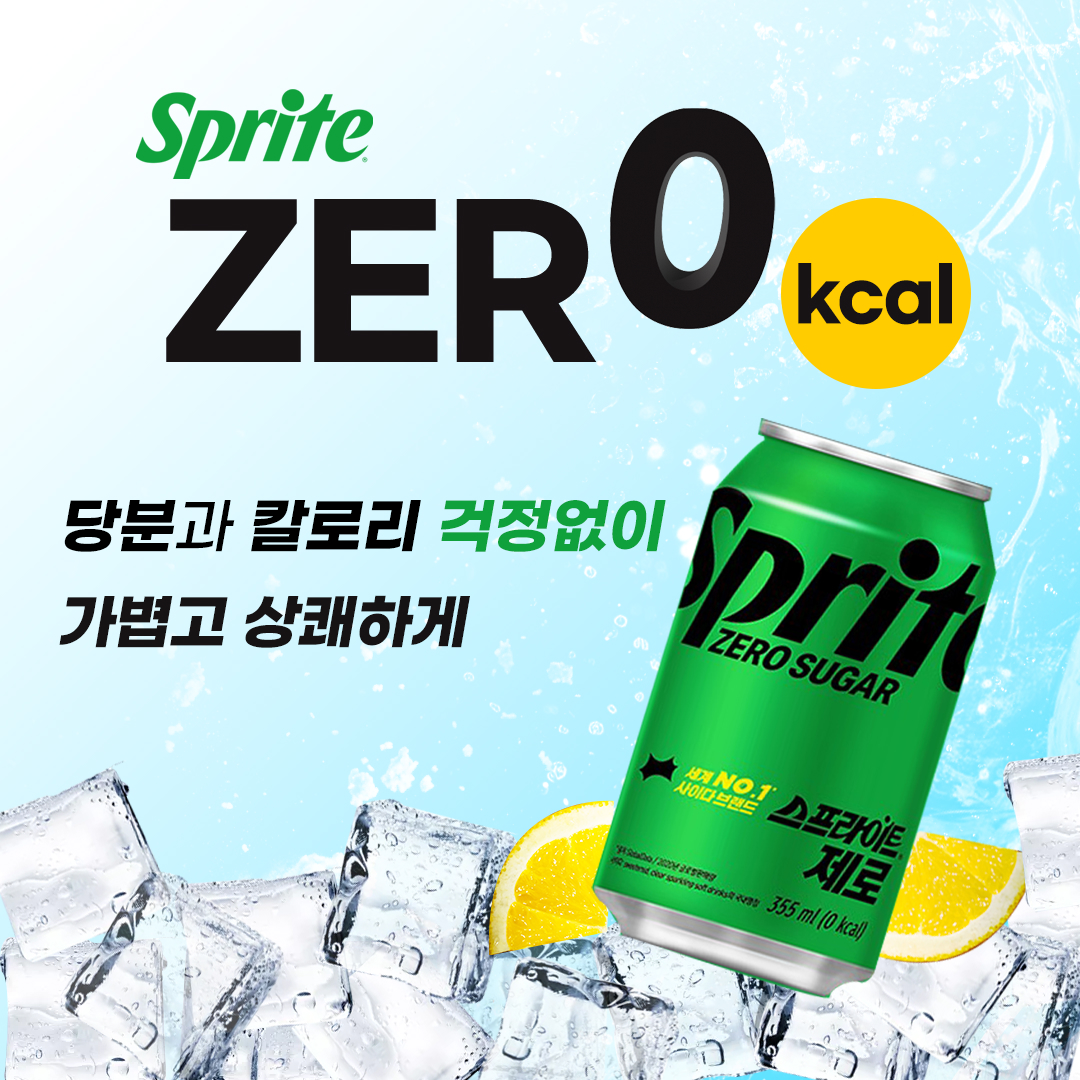 Sprite
ZERO
kcal
당분과 칼로리 걱정없이
가볍고 상쾌하게
Sprite
ZERO SUGAR
세계 NO.1*
사이다 브랜드
스프라이트
제로
355 ml (0 kcal)